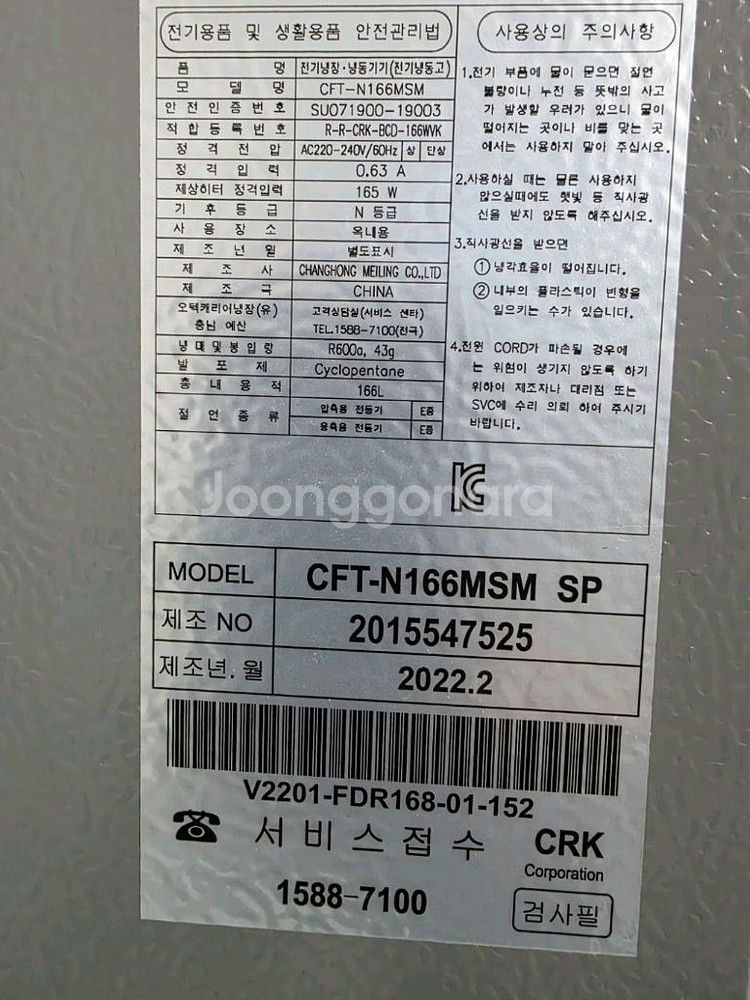 전기용품 및 생활용품 안전관리법
품 명 전기냉장·냉동기기(전기냉동고)
모 델 명 CFT-N166MSM
안 전 인 증 번 호 SU071900-19003
적 합 등 록 번 호 R-R-CRK-BCD-166WVK
정 격 전 압 AC220-240V/60Hz 상 단상
정 격 입 력 0.63 A
제상히터 정격입력 165 W
기 후 등 급 N 등급
사 용 장 소 옥내용
제 조 년 월 별도표시
제 조 사 CHANGHONG MEILING CO.,LTD
제 조 국 CHINA
오텍캐리어냉장(유) 고객상담실(서비스 센타)
충남 예산 TEL.1588-7100(전국)
냉 매 및 봉 입 량 R600a, 43g
발 포 제 Cyclopentane
총 내 용 적 166L
절 연 종 류 압축용 전동기 E종
응축용 전동기 E종
사용상의 주의사항
1.전기 부품에 물이 묻으면 절연
불량이나 누전 등 뜻밖의 사고
가 발생할 우려가 있으니 물이
떨어지는 곳이나 비를 맞는 곳
에서는 사용하지 말아 주십시오.
2.사용하실 때는 물론 사용하지
않으실때에도 햇빛 등 직사광
선을 받지 않도록 해주십시오.
3.직사광선을 받으면
① 냉각효율이 떨어집니다.
② 내부의 플라스틱이 변형을
일으키는 수가 있습니다.
4.전원 CORD가 파손될 경우에
는 위험이 생기지 않도록 하기
위하여 제조자나 대리점 또는
SVC에 수리 의뢰 하여 주시기
바랍니다.
Joonggonara
MODEL CFT-N166MSM SP
제조 NO 2015547525
제조년. 월 2022.2
V2201-FDR168-01-152
서비스접수 CRK
Corporation
1588-7100
검사필